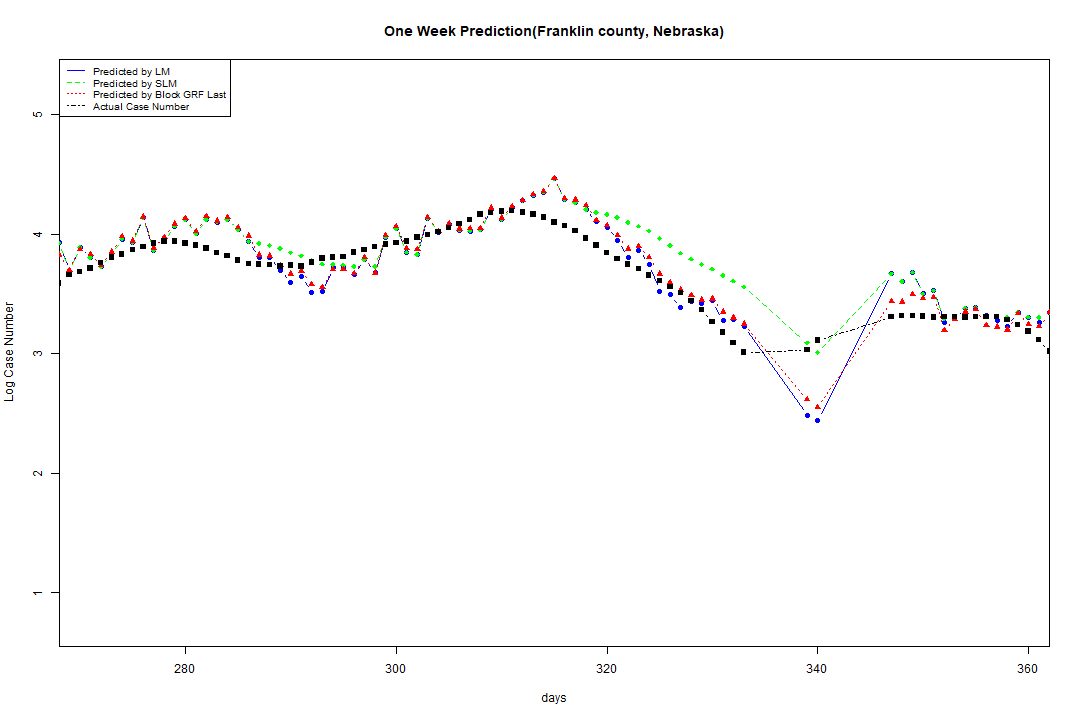 One Week Prediction(Franklin county, Nebraska)
Predicted by LM
Predicted by SLM
Predicted by Block GRF Last
Actual Case Number
5
4
3
2
1
Log Case Number
280 300 320 340 360
days